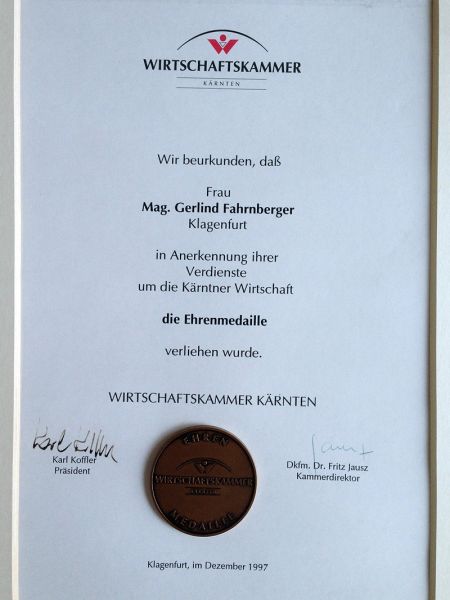 WIRTSCHAFTSKAMMER
KÄRNTEN
Wir beurkunden, daß
Frau
Mag. Gerlind Fahrnberger
Klagenfurt
in Anerkennung ihrer
Verdienste
um die Kärntner Wirtschaft
die Ehrenmedaille
verliehen wurde.
WIRTSCHAFTSKAMMER KÄRNTEN
Karl Koffler
Präsident
EHREN
WIRTSCHAFTSKAMMER
KÄRNTEN
MEDAILLE
Dkfm. Dr. Fritz Jausz
Kammerdirektor
Klagenfurt, im Dezember 1997